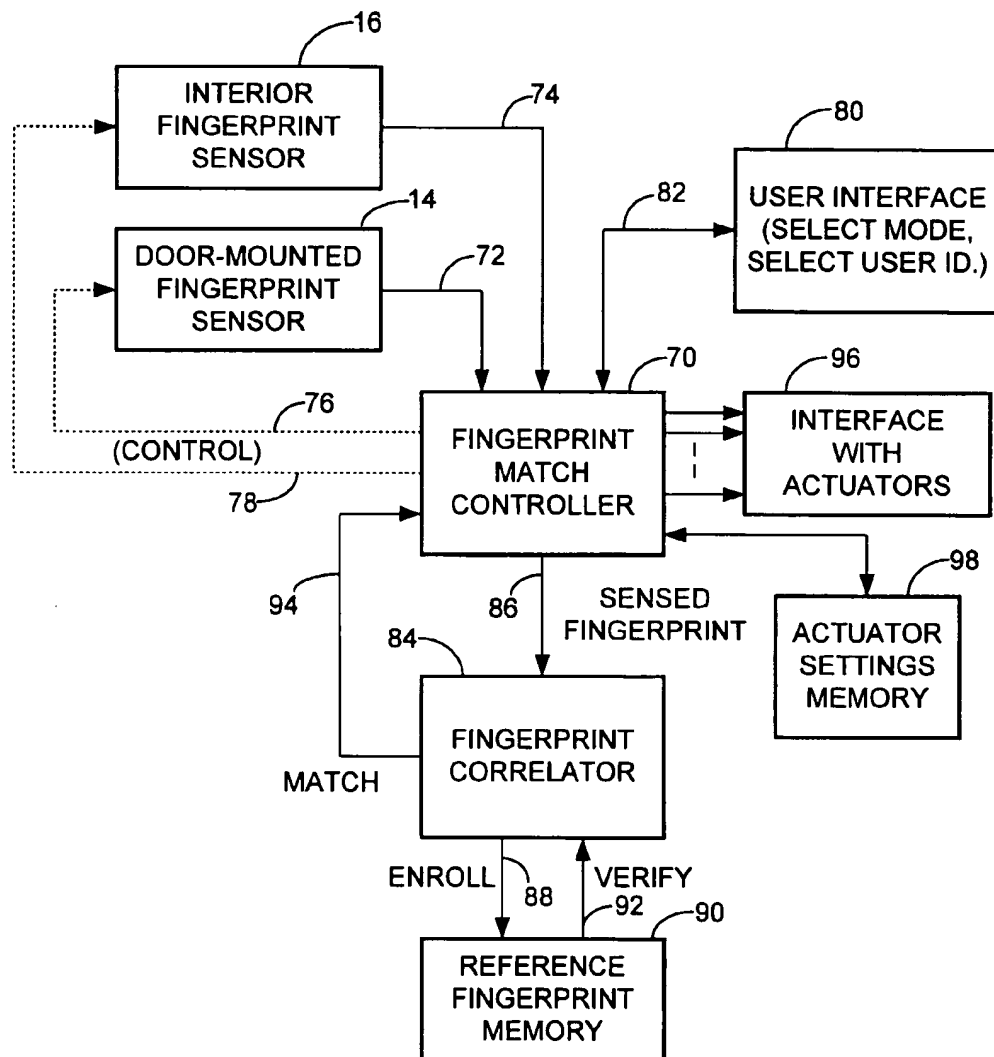 16
INTERIOR
FINGERPRINT
SENSOR
74
80
USER INTERFACE
(SELECT MODE,
SELECT USER ID.)
82
14
DOOR-MOUNTED
FINGERPRINT
SENSOR
72
70
96
76
(CONTROL)
78
FINGERPRINT
MATCH
CONTROLLER
INTERFACE
WITH
ACTUATORS
94
86
SENSED
FINGERPRINT
98
ACTUATOR
SETTINGS
MEMORY
84
FINGERPRINT
CORRELATOR
MATCH
ENROLL
88
VERIFY
92
90
REFERENCE
FINGERPRINT
MEMORY